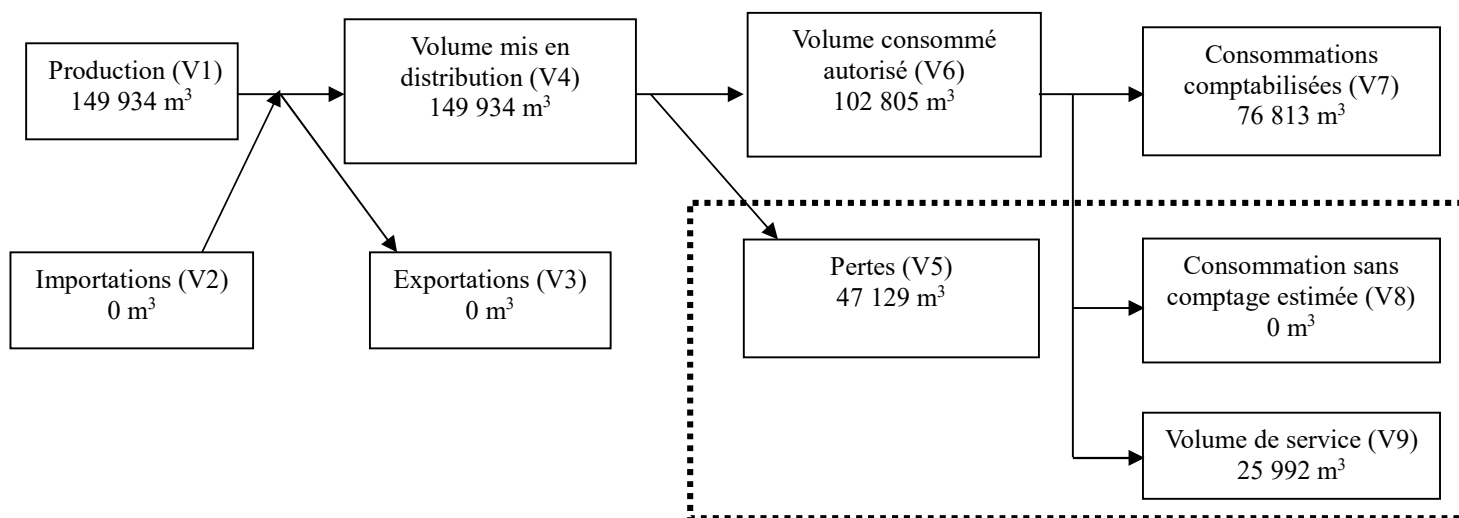 Production (V1)
149 934 m³
Volume mis en
distribution (V4)
149 934 m³
Volume consommé
autorisé (V6)
102 805 m³
Consommations
comptabilisées (V7)
76 813 m³
Importations (V2)
0 m³
Exportations (V3)
0 m³
Pertes (V5)
47 129 m³
Consommation sans
comptage estimée (V8)
0 m³
Volume de service (V9)
25 992 m³